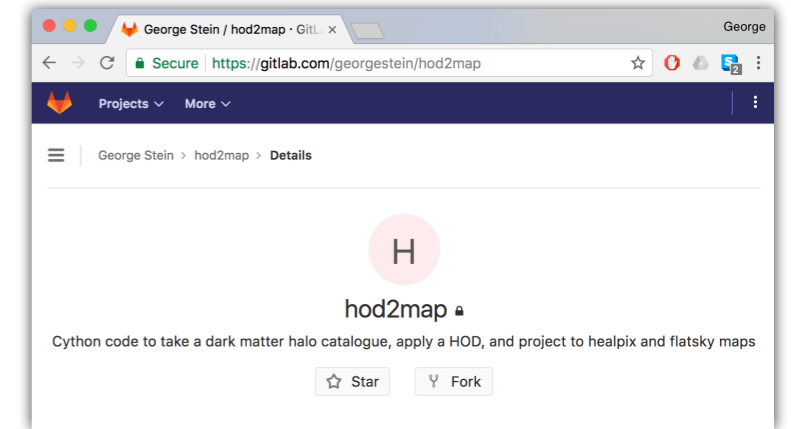 George Stein / hod2map · GitL
George
Secure https://gitlab.com/georgestein/hod2map
2
Projects More
George Stein > hod2map > Details
H
hod2map
Cython code to take a dark matter halo catalogue, apply a HOD, and project to healpix and flatsky maps
Star Fork